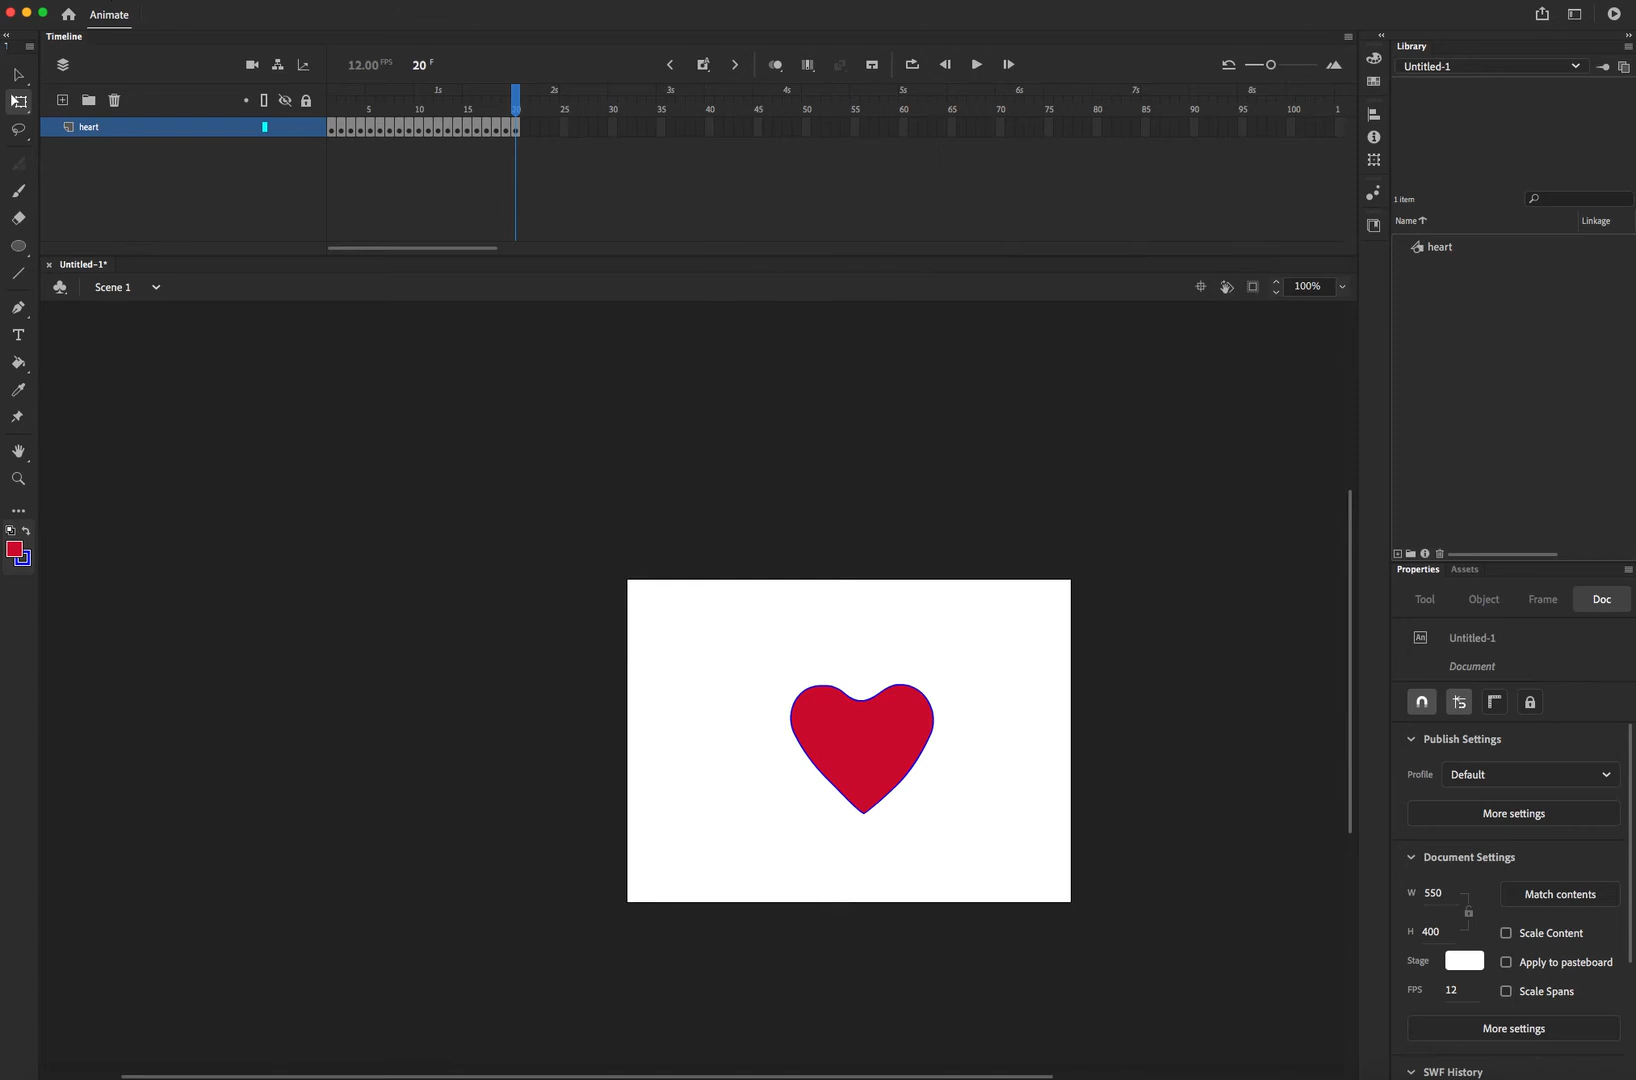 Animate
Timeline
12.00 FPS
20 F
1s 2s 3s 4s 5s 6s 7s 8s
5 10 15 20 25 30 35 40 45 50 55 60 65 70 75 80 85 90 95 100 1
heart
Untitled-1*
Scene 1
100%
T
Library
Untitled-1
1 item
Name
Linkage
heart
Properties Assets
Tool Object Frame Doc
An Untitled-1
Document
Publish Settings
Profile Default
More settings
Document Settings
W 550
Match contents
H 400
Scale Content
Stage
Apply to pasteboard
FPS 12
Scale Spans
More settings
SWF History